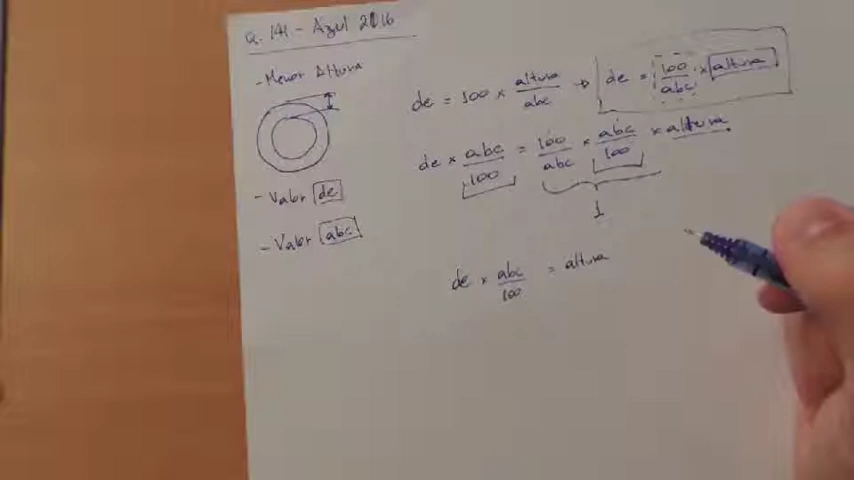 Q. 141 - Azul 2016
- Menor Altura
de = 100 × altura/abc → de = 100/abc × altura
de × abc/100 = 100/abc × abc/100 × altura
1
- Valor de
- Valor abc
de × abc/100 = altura